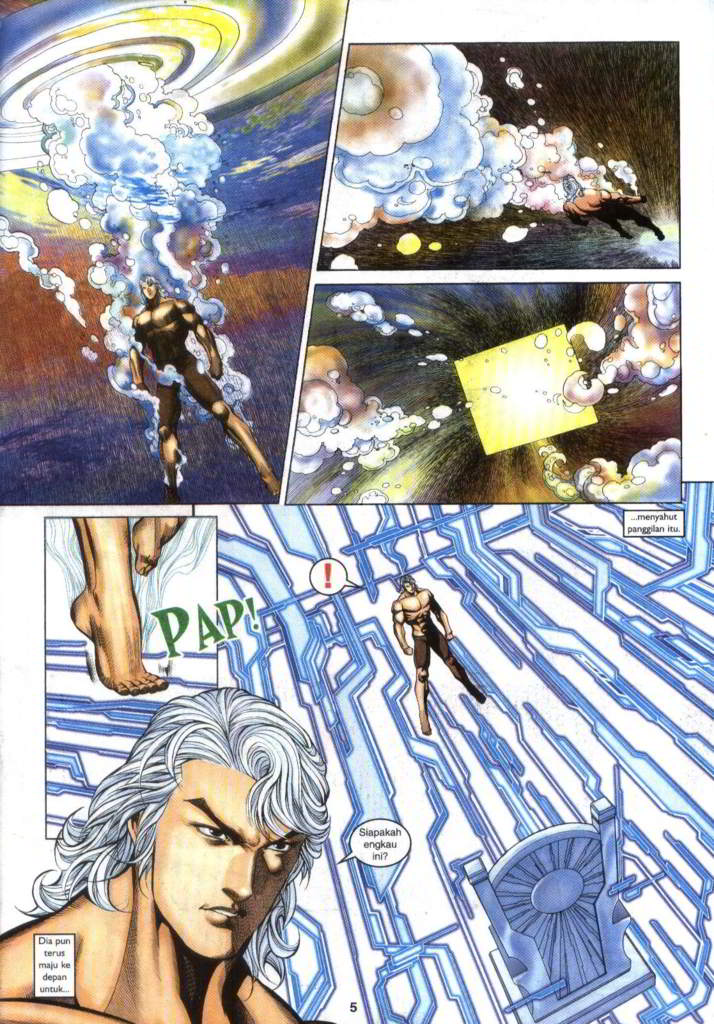 Dia pun
terus
maju ke
depan
untuk...
...menyahut
panggilan itu.
PAP!
!
Siapakah
engkau
ini?
5